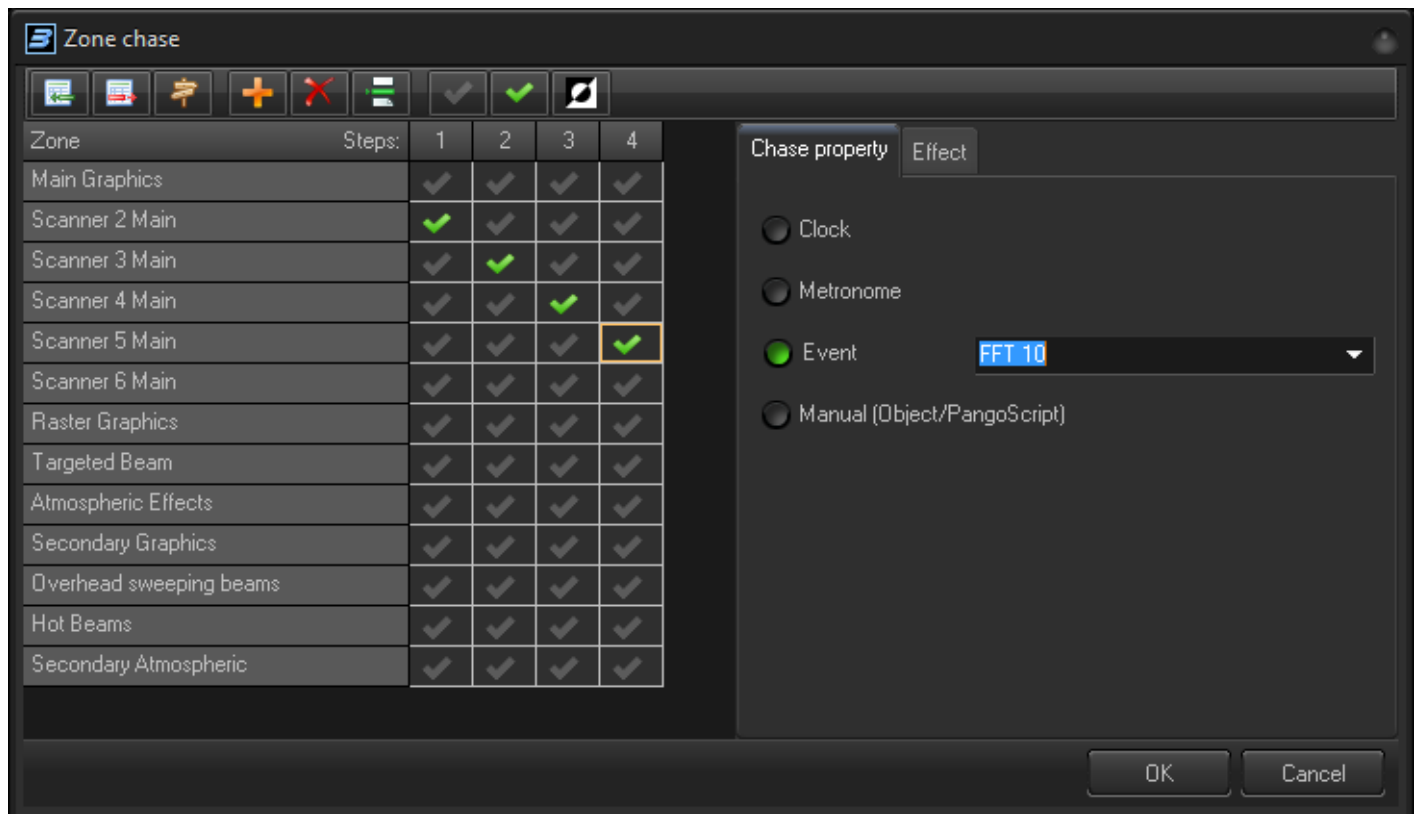 Zone chase
Zone Steps: 1 2 3 4
Main Graphics
Scanner 2 Main
Scanner 3 Main
Scanner 4 Main
Scanner 5 Main
Scanner 6 Main
Raster Graphics
Targeted Beam
Atmospheric Effects
Secondary Graphics
Overhead sweeping beams
Hot Beams
Secondary Atmospheric
Chase property Effect
Clock
Metronome
Event FFT 10
Manual (Object/PangoScript)
OK Cancel